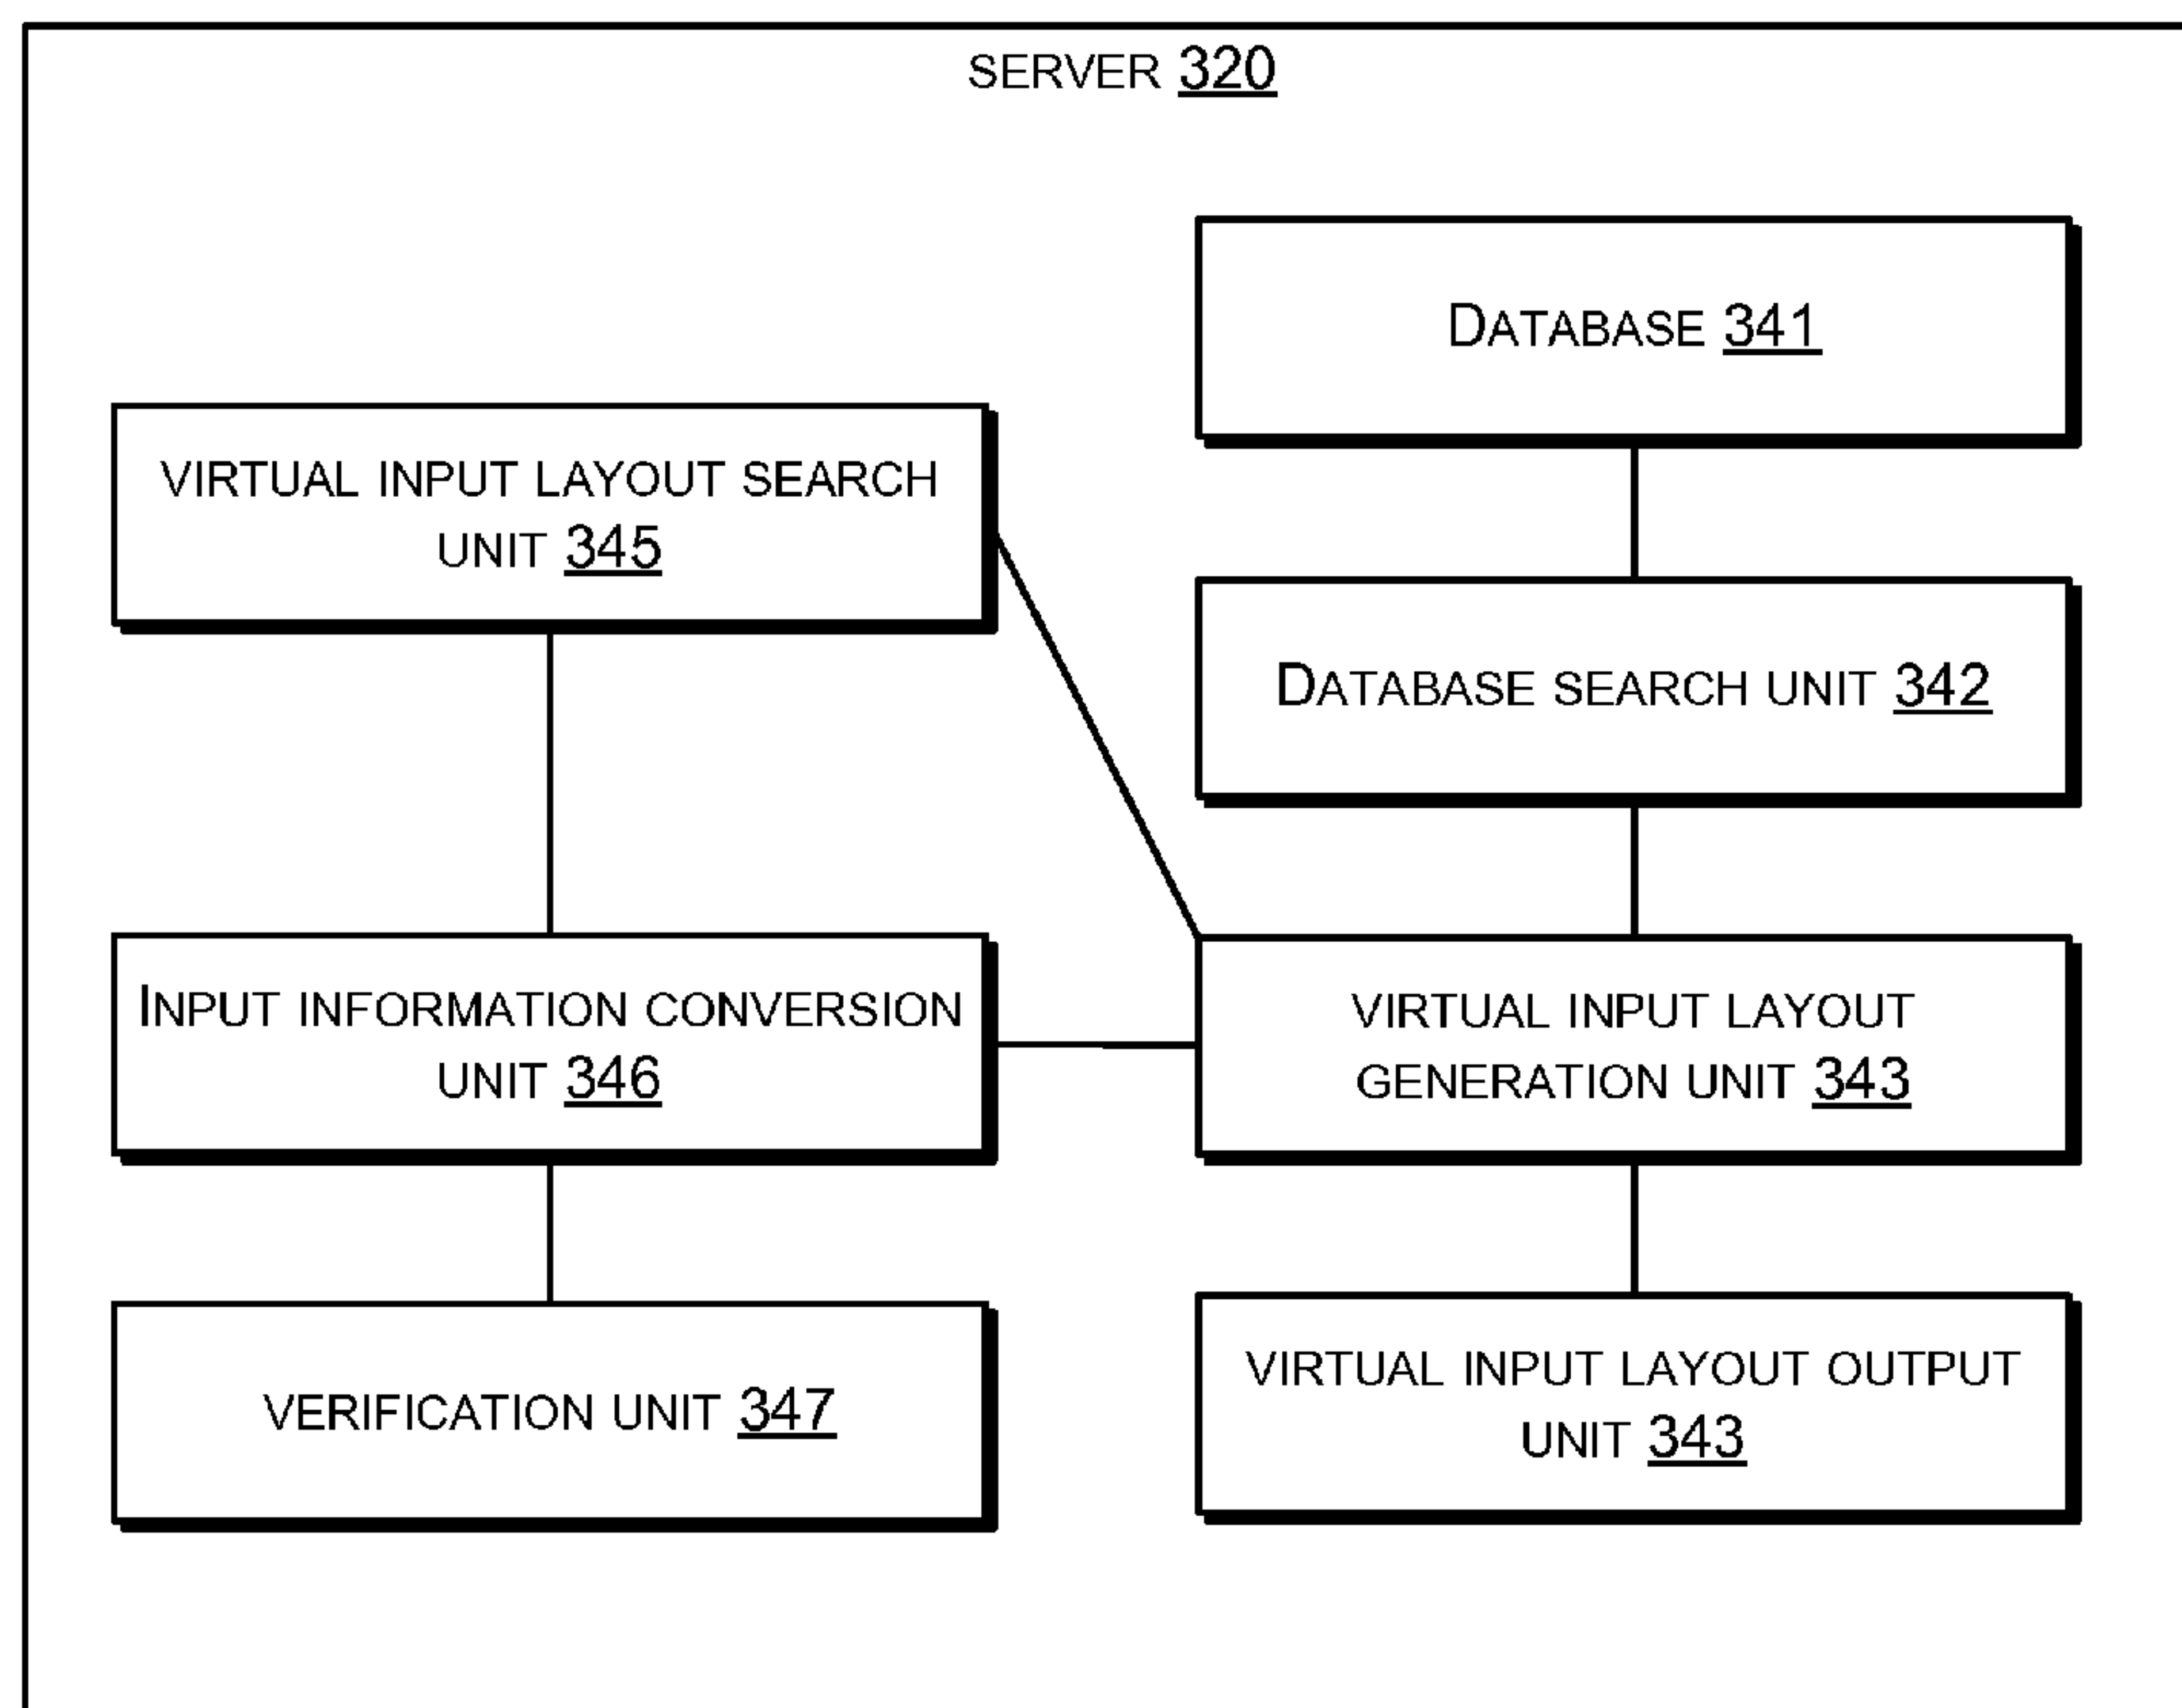 SERVER 320
DATABASE 341
VIRTUAL INPUT LAYOUT SEARCH
UNIT 345
DATABASE SEARCH UNIT 342
INPUT INFORMATION CONVERSION
UNIT 346
VIRTUAL INPUT LAYOUT
GENERATION UNIT 343
VERIFICATION UNIT 347
VIRTUAL INPUT LAYOUT OUTPUT
UNIT 343